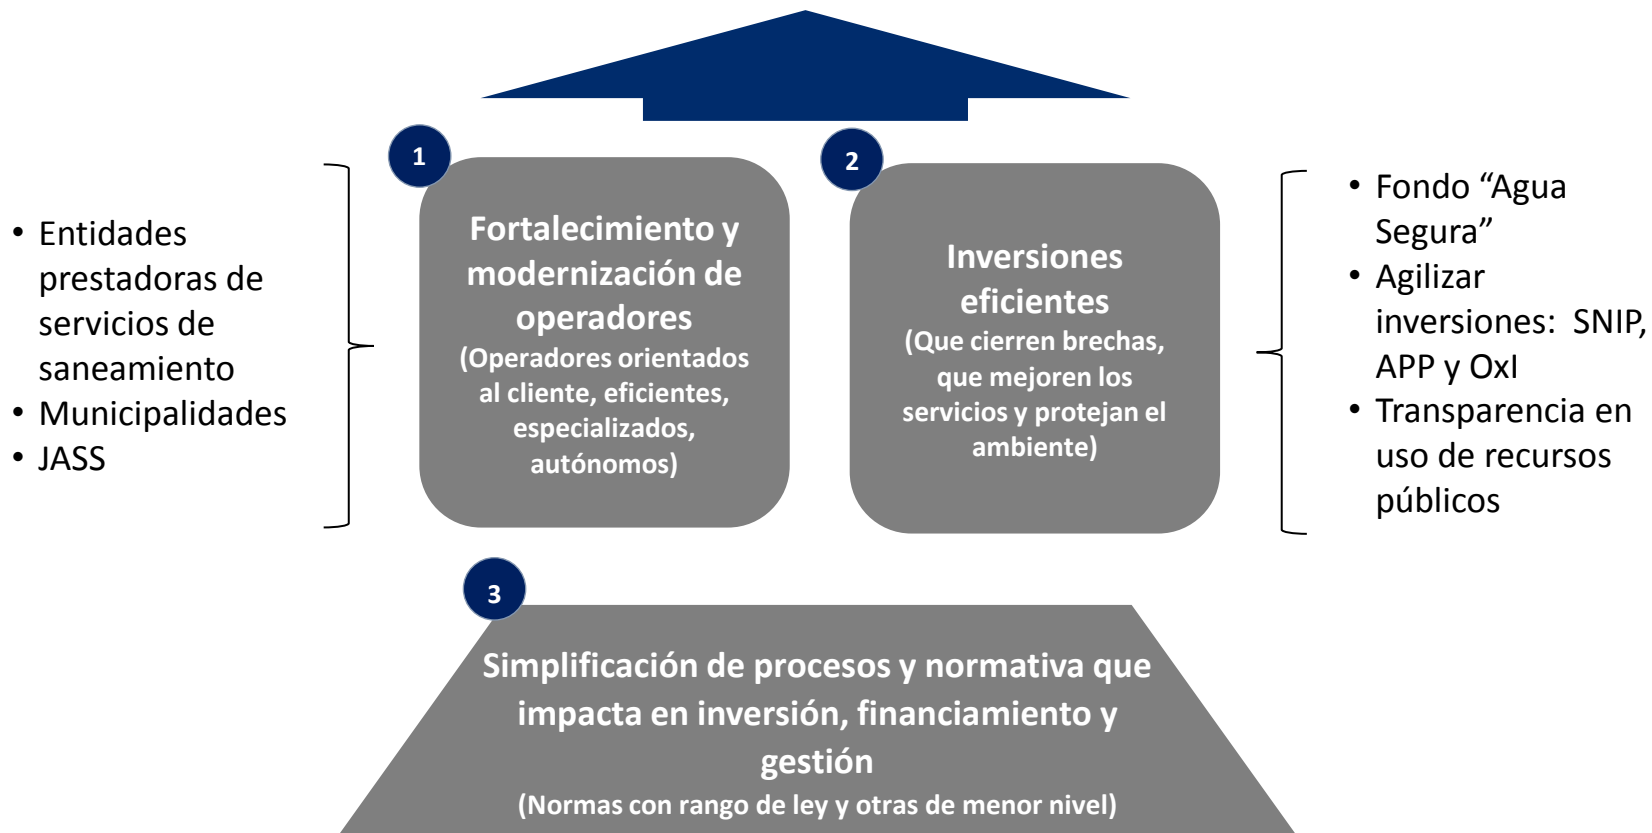 • Entidades
prestadoras de
servicios de
saneamiento
• Municipalidades
• JASS
1
Fortalecimiento y
modernización de
operadores
(Operadores orientados
al cliente, eficientes,
especializados,
autónomos)
2
Inversiones
eficientes
(Que cierren brechas,
que mejoren los
servicios y protejan el
ambiente)
• Fondo “Agua
Segura”
• Agilizar
inversiones:  SNIP,
APP y OxI
• Transparencia en
uso de recursos
públicos
3
Simplificación de procesos y normativa que
impacta en inversión, financiamiento y
gestión
(Normas con rango de ley y otras de menor nivel)